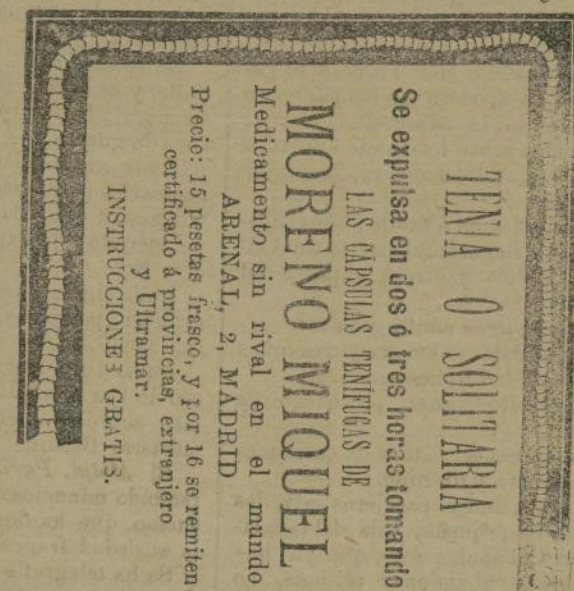 TENIA O SOLITARIA
Se expulsa en dos ó tres horas tomando
LAS CÁPSULAS TENÍFUGAS DE
MORENO MIQUEL
Medicamento sin rival en el mundo
ARENAL, 2, MADRID
Precio: 15 pesetas frasco, y por 16 se remiten
certificado á provincias, extranjero
y Ultramar.
INSTRUCCIONES GRATIS.